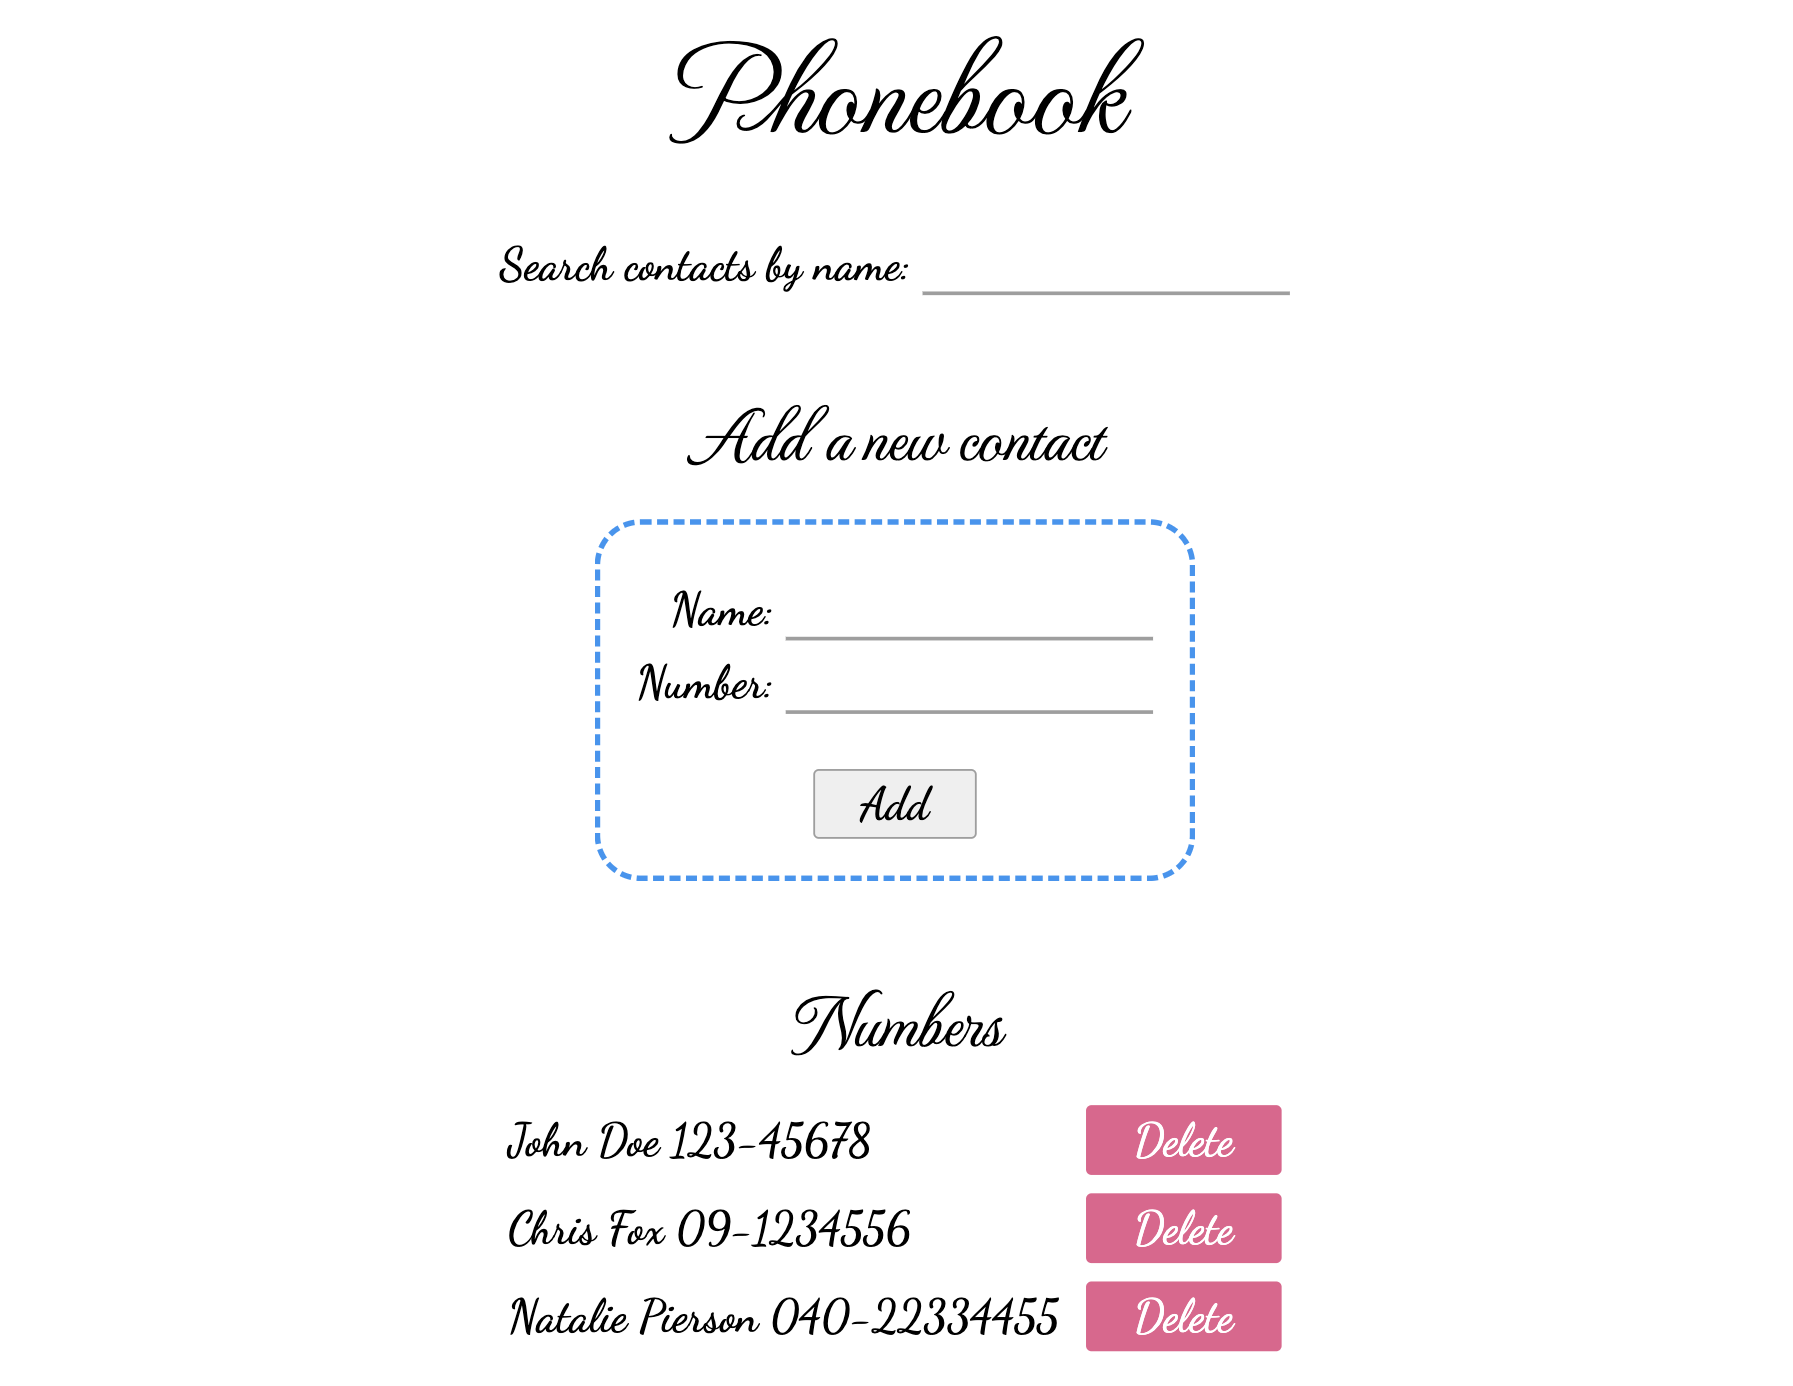 Phonebook
Search contacts by name:
Add a new contact
Name:
Number:
Add
Numbers
John Doe 123-45678 Delete
Chris Fox 09-1234556 Delete
Natalie Pierson 040-22334455 Delete